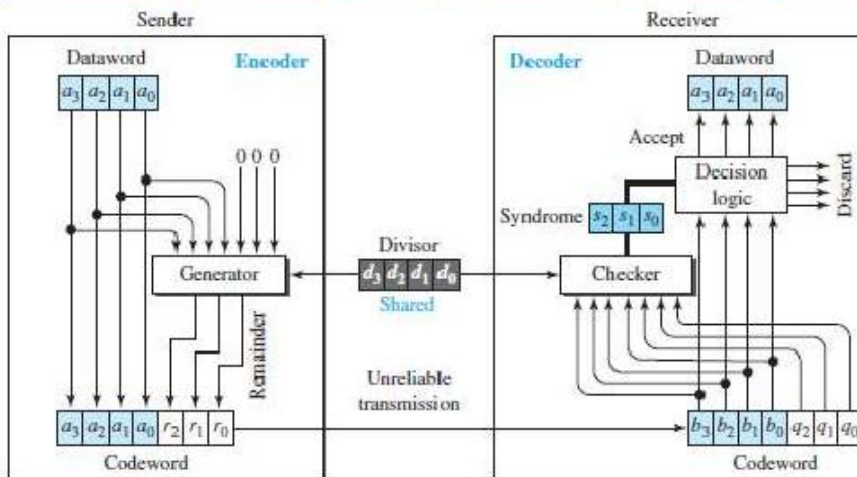 Sender
Receiver
Dataword
Encoder
Decoder
Dataword
a3 a2 a1 a0
a3 a2 a1 a0
0 0 0
Accept
Decision
logic
Discard
Syndrome
s2 s1 s0
Divisor
Generator
d3 d2 d1 d0
Checker
Shared
Remainder
Unreliable
transmission
a3 a2 a1 a0 r2 r1 r0
b3 b2 b1 b0 q2 q1 q0
Codeword
Codeword